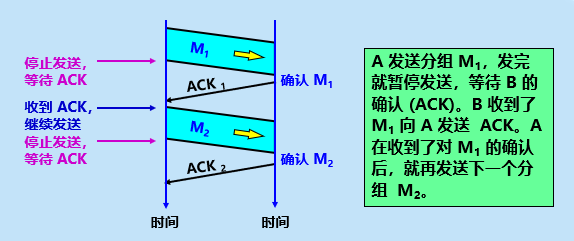 M1
停止发送,
等待 ACK
ACK 1
确认 M1
收到 ACK,
继续发送
M2
停止发送,
等待 ACK
ACK 2
确认 M2
时间
时间
A 发送分组 M1，发完
就暂停发送，等待 B 的
确认 (ACK)。B 收到了
M1 向 A 发送 ACK。A
在收到了对 M1 的确认
后，就再发送下一个分
组 M2。